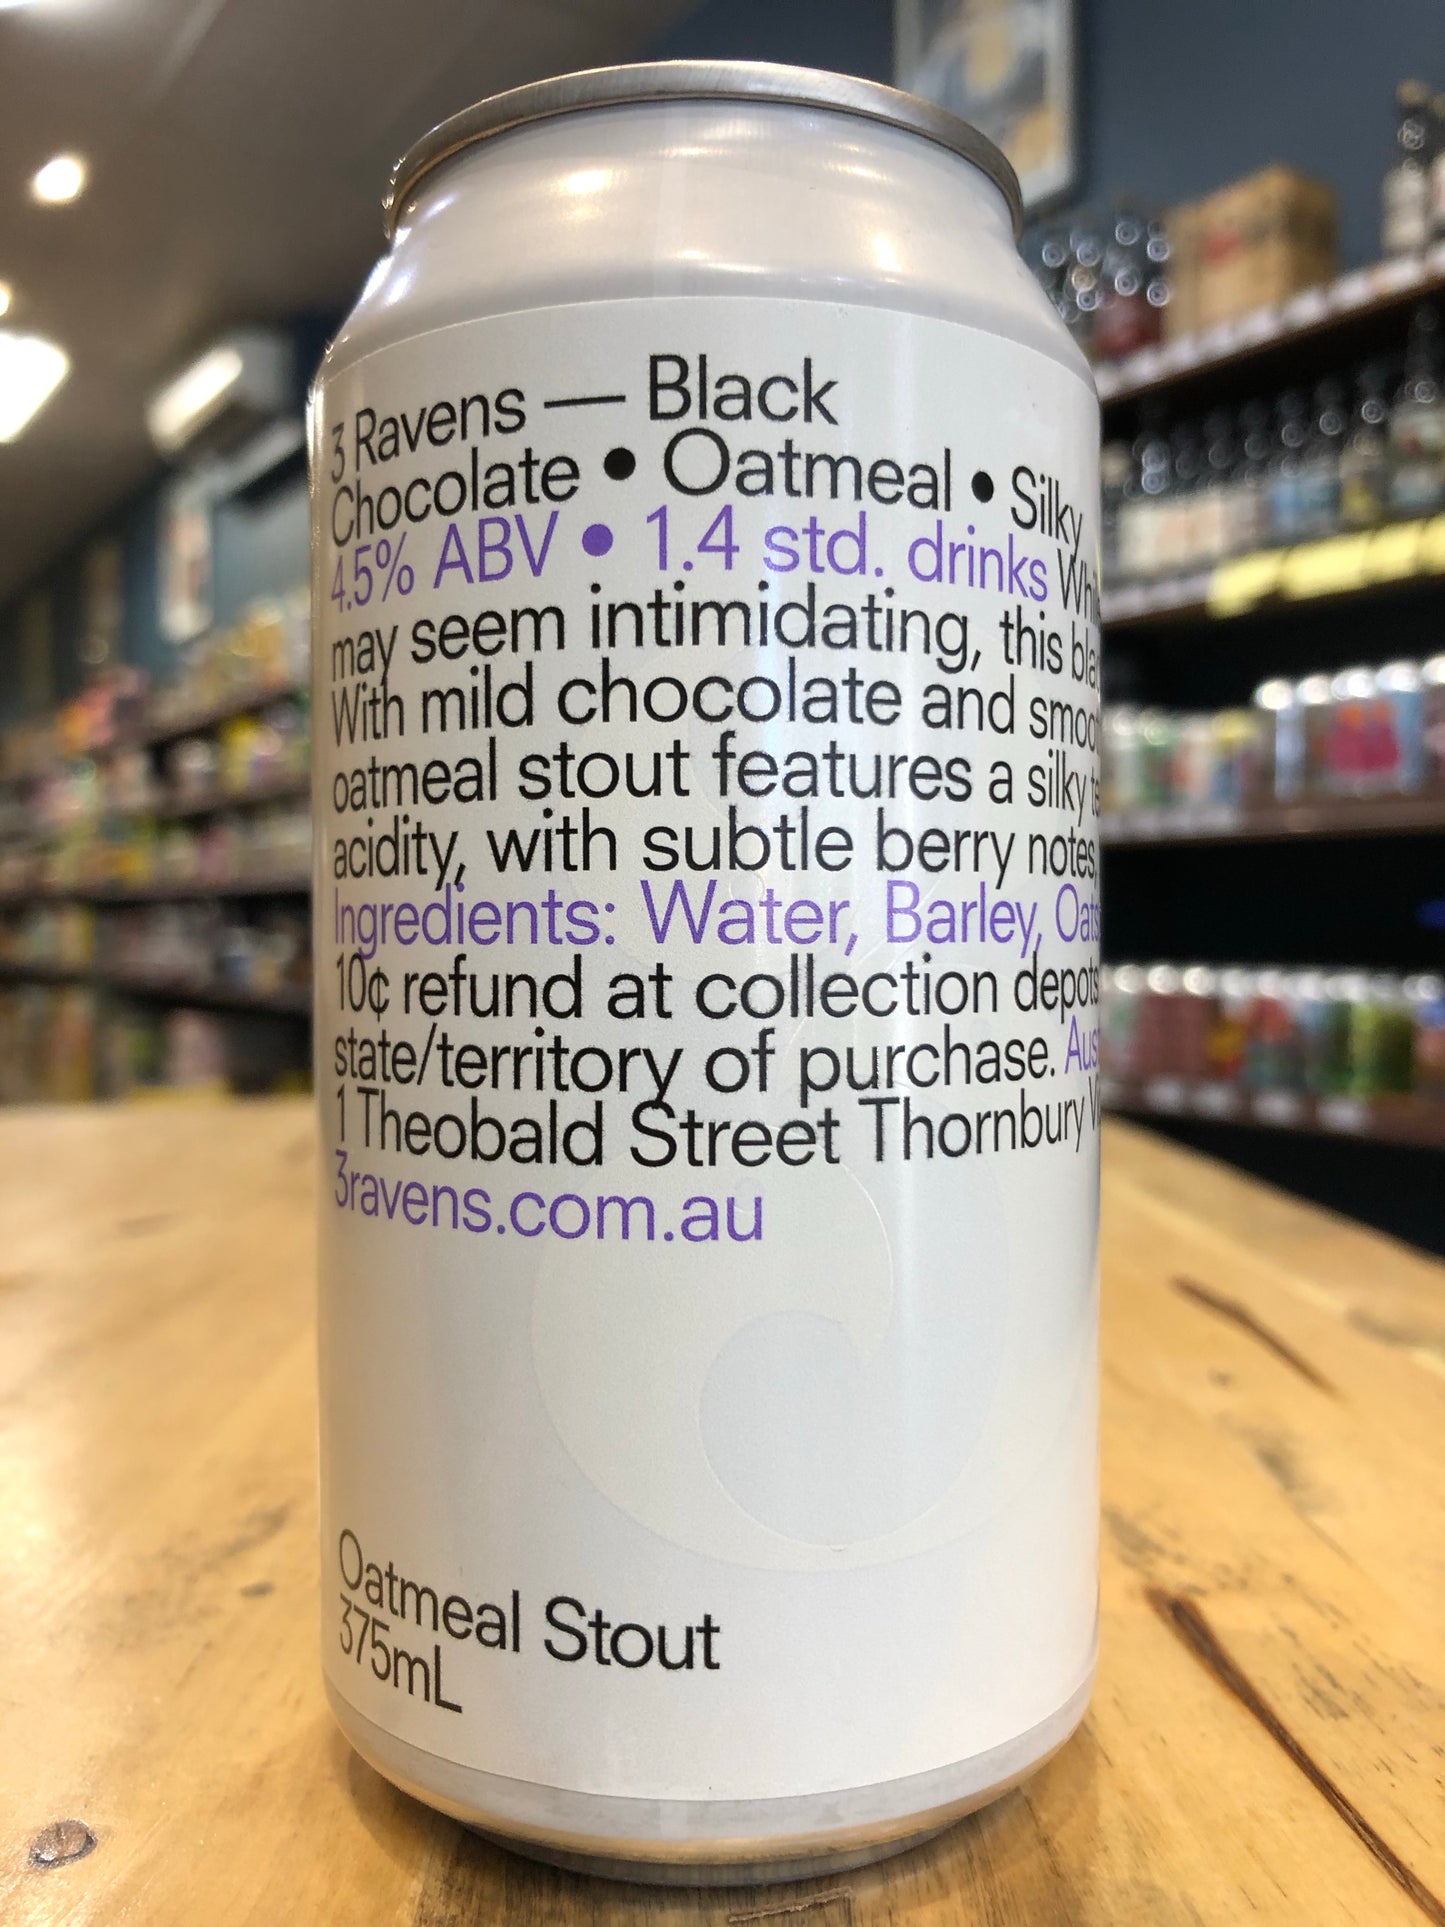 3 Ravens — Black
Chocolate • Oatmeal • Silky
4.5% ABV • 1.4 std. drinks
may seem intimidating, this
With mild chocolate and
oatmeal stout features a silky
acidity, with subtle berry notes,
Ingredients: Water, Barley,
10¢ refund at collection depots
state/territory of purchase.
1 Theobald Street Thornbury
3ravens.com.au
Oatmeal Stout
375mL